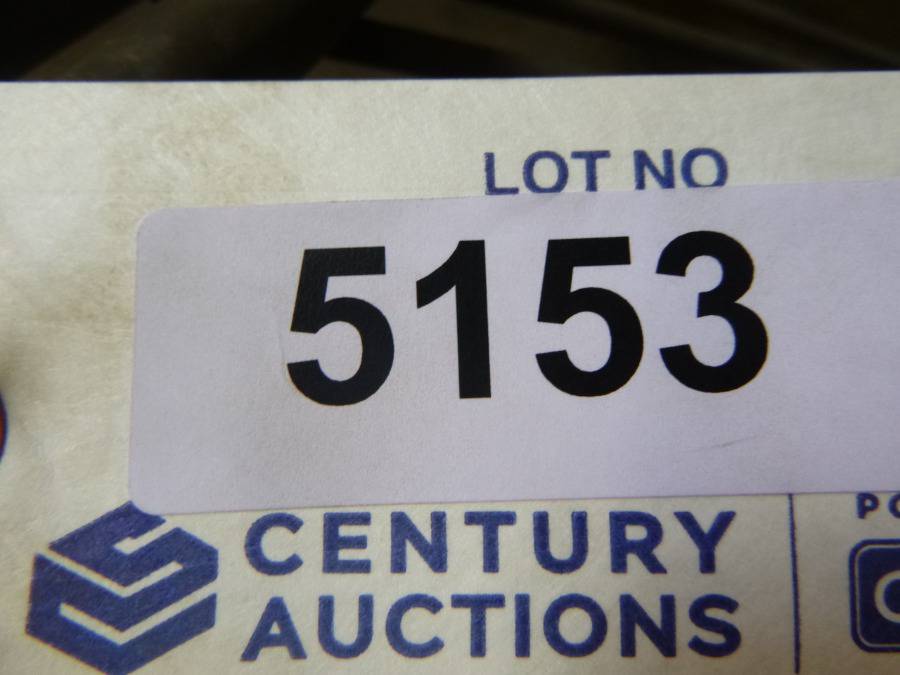 LOT NO
5153
CENTURY
AUCTIONS